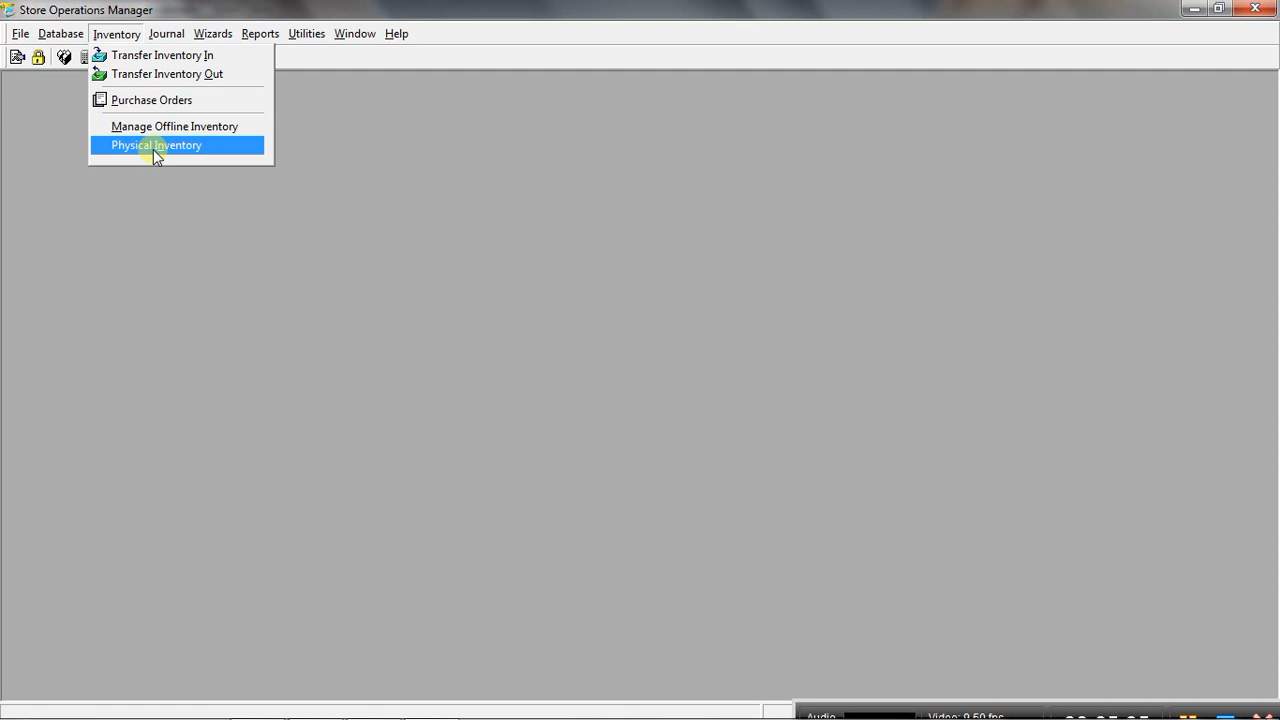 Store Operations Manager
File Database Inventory Journal Wizards Reports Utilities Window Help
Transfer Inventory In
Transfer Inventory Out
Purchase Orders
Manage Offline Inventory
Physical Inventory
Audio Video: 9.50 fps